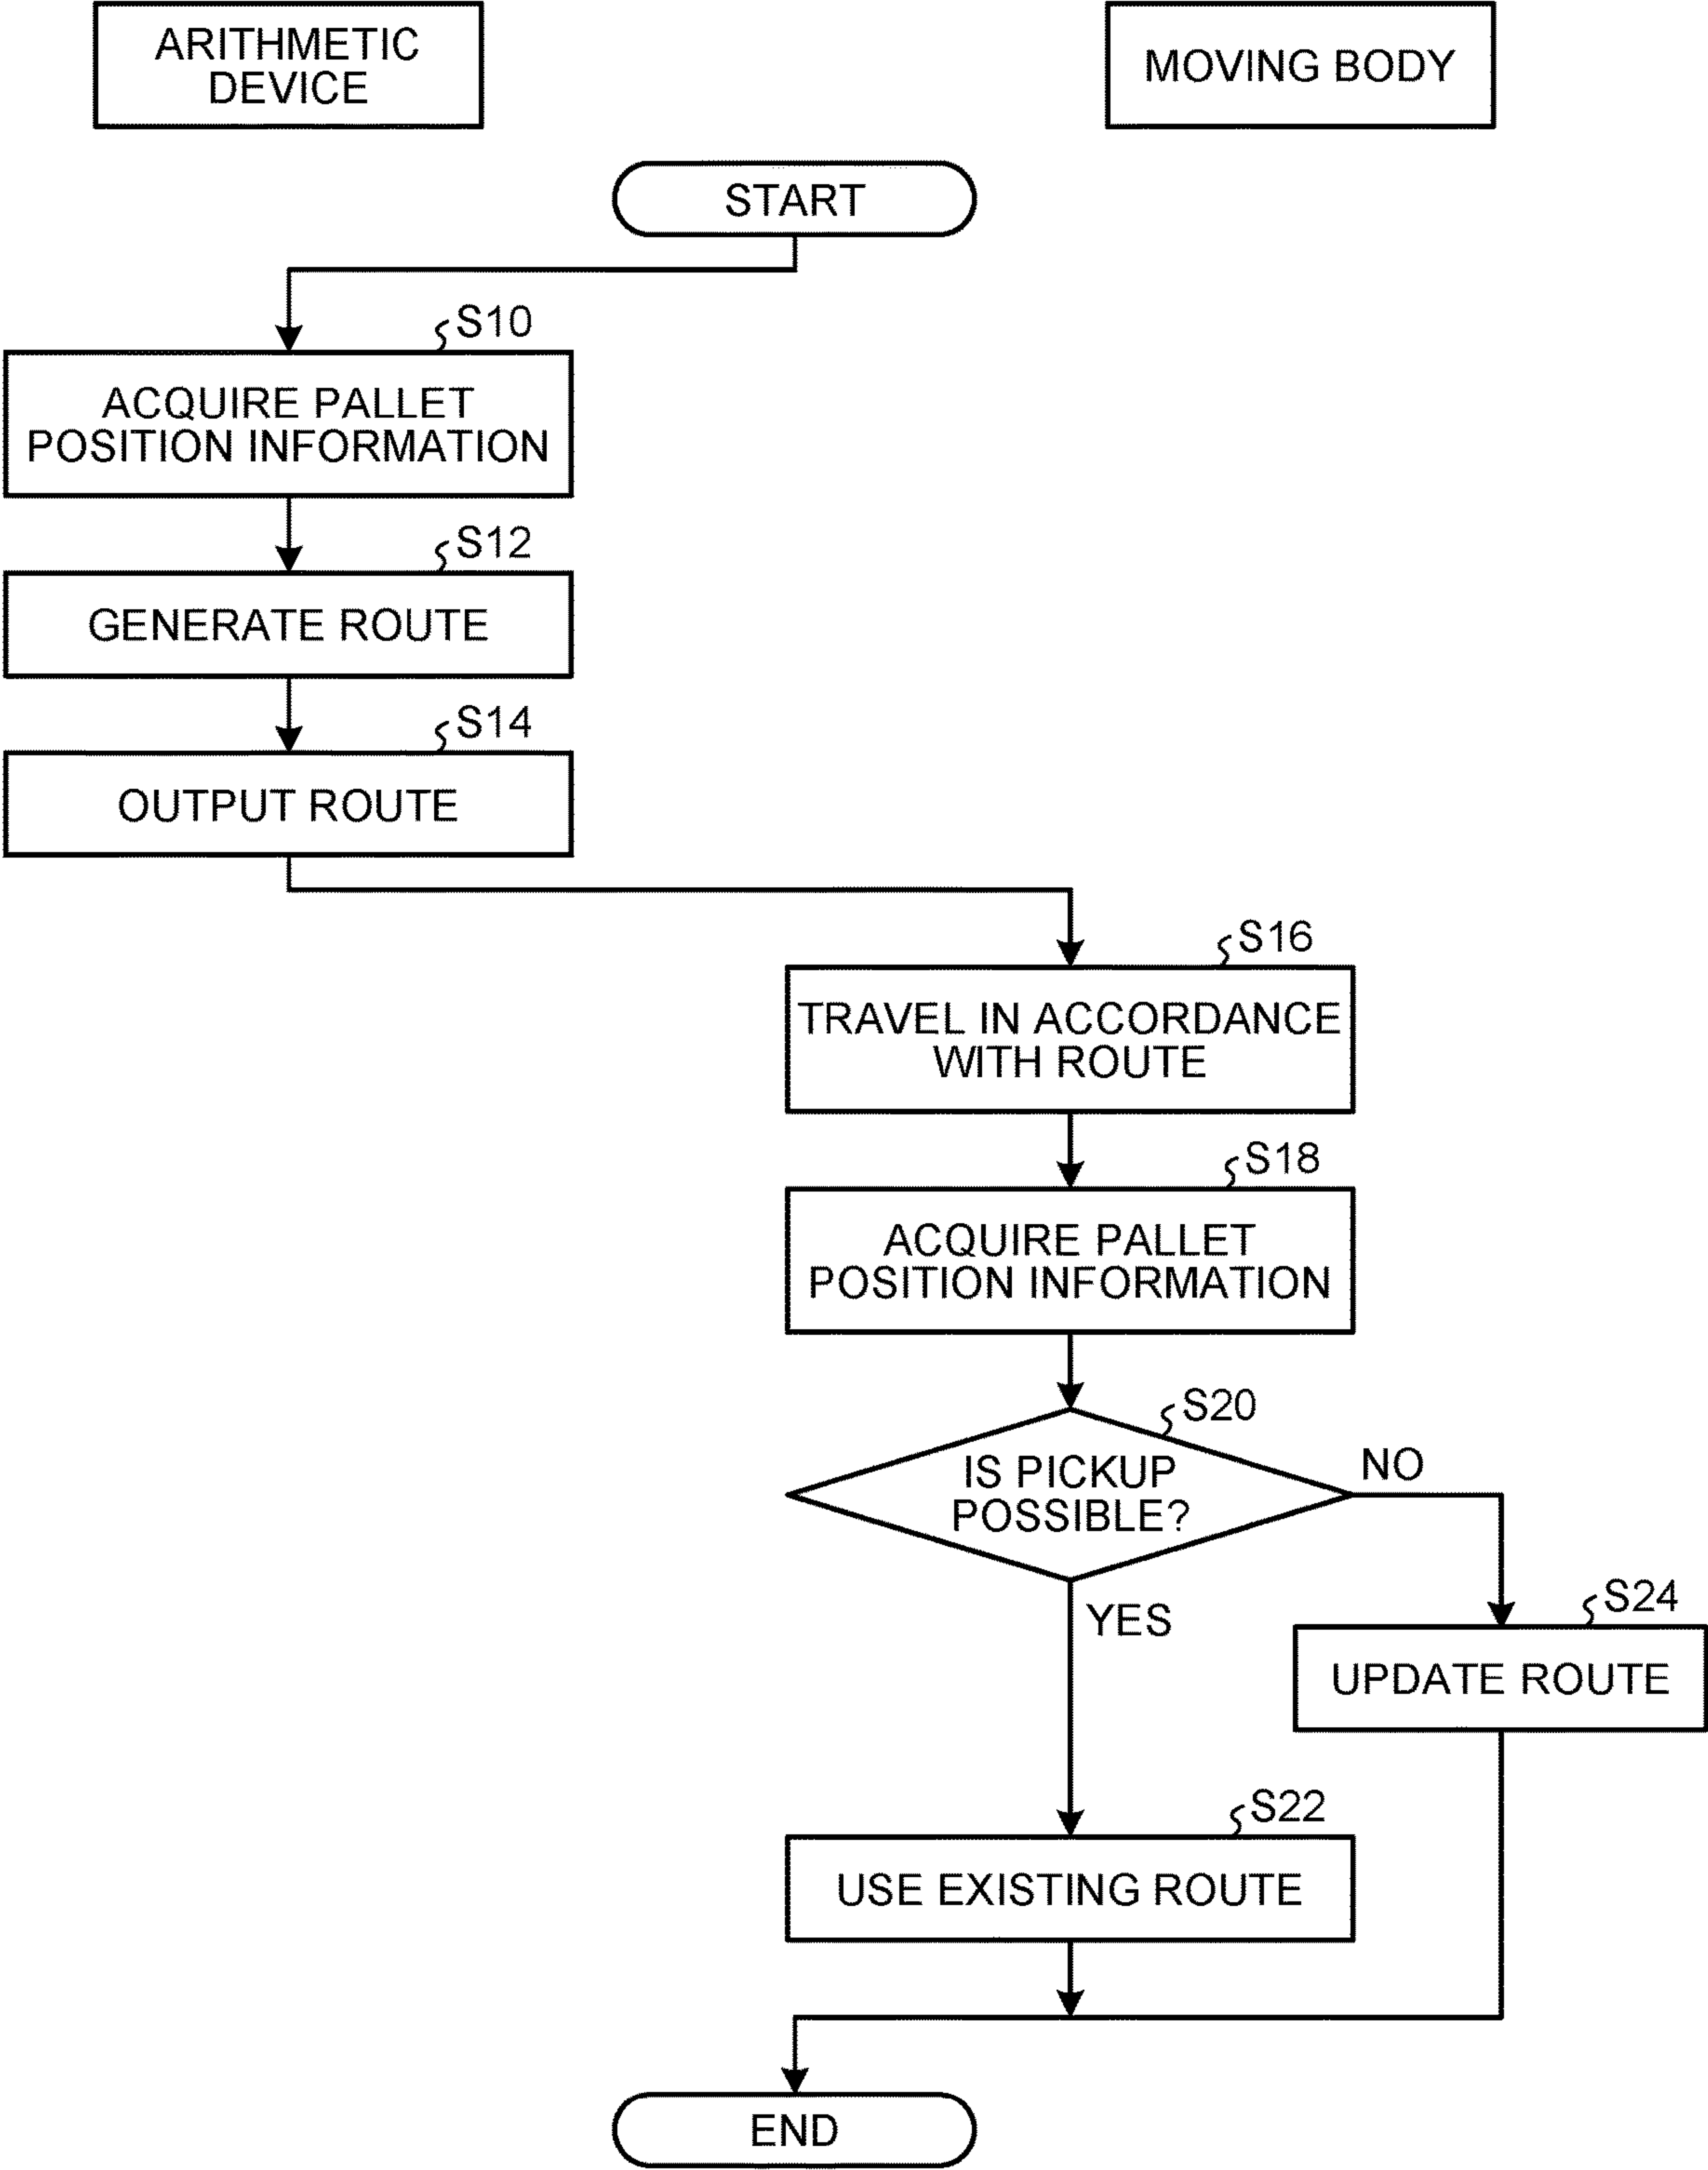 ARITHMETIC
DEVICE
MOVING BODY
START
S10
ACQUIRE PALLET
POSITION INFORMATION
S12
GENERATE ROUTE
S14
OUTPUT ROUTE
S16
TRAVEL IN ACCORDANCE
WITH ROUTE
S18
ACQUIRE PALLET
POSITION INFORMATION
S20
IS PICKUP
POSSIBLE?
NO
YES
S24
UPDATE ROUTE
S22
USE EXISTING ROUTE
END